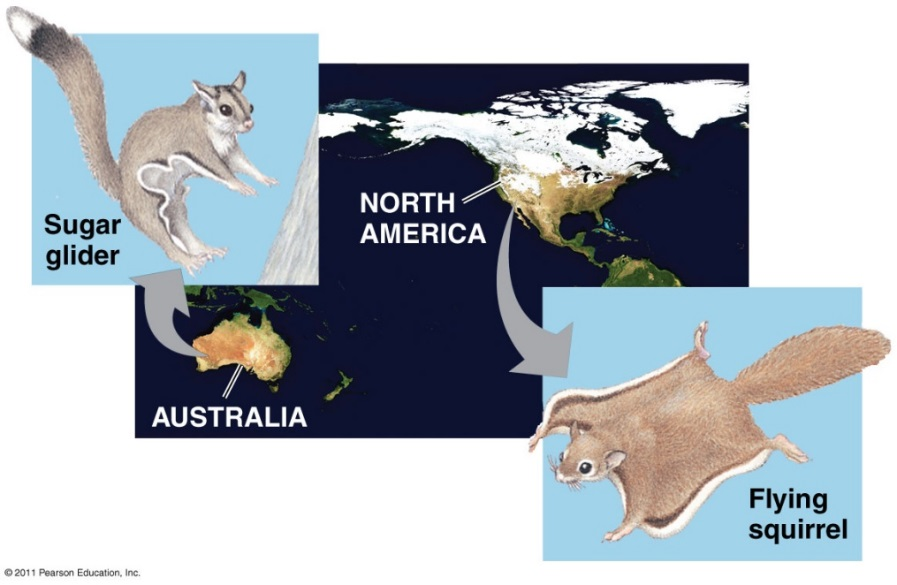 Sugar
glider
NORTH
AMERICA
AUSTRALIA
Flying
squirrel
© 2011 Pearson Education, Inc.